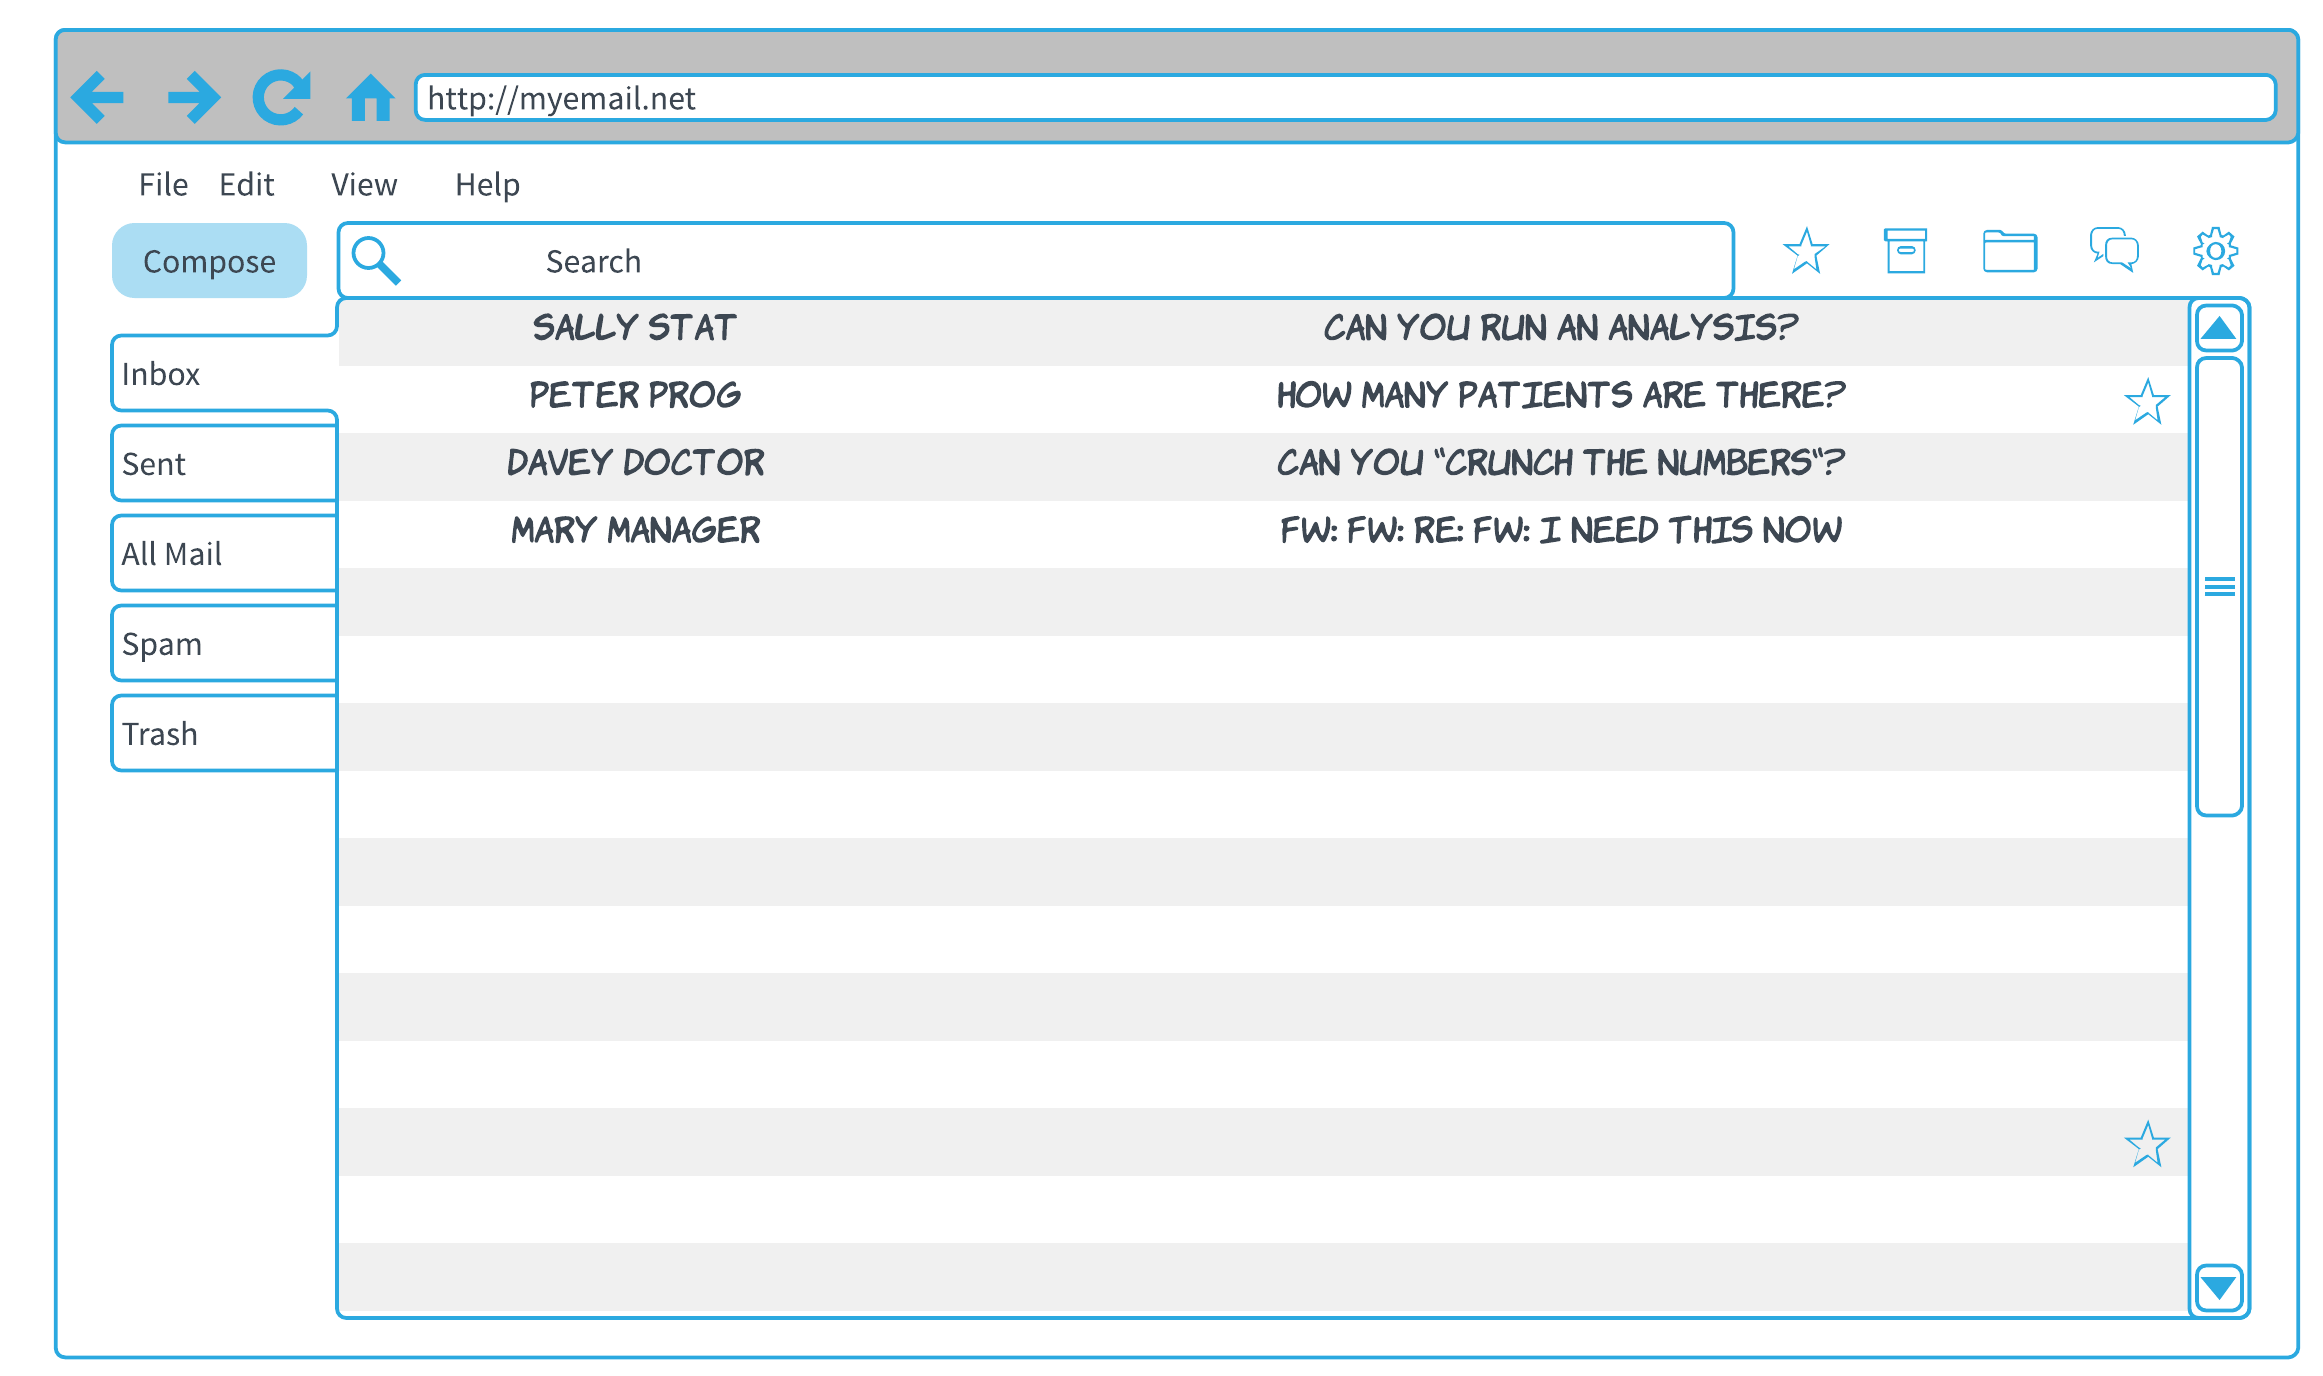 http://myemail.net
File Edit View Help
Compose
Search
Inbox
Sent
All Mail
Spam
Trash
SALLY STAT CAN YOU RUN AN ANALYSIS?
PETER PROG HOW MANY PATIENTS ARE THERE?
DAVEY DOCTOR CAN YOU "CRUNCH THE NUMBERS"?
MARY MANAGER FW: FW: RE: FW: I NEED THIS NOW